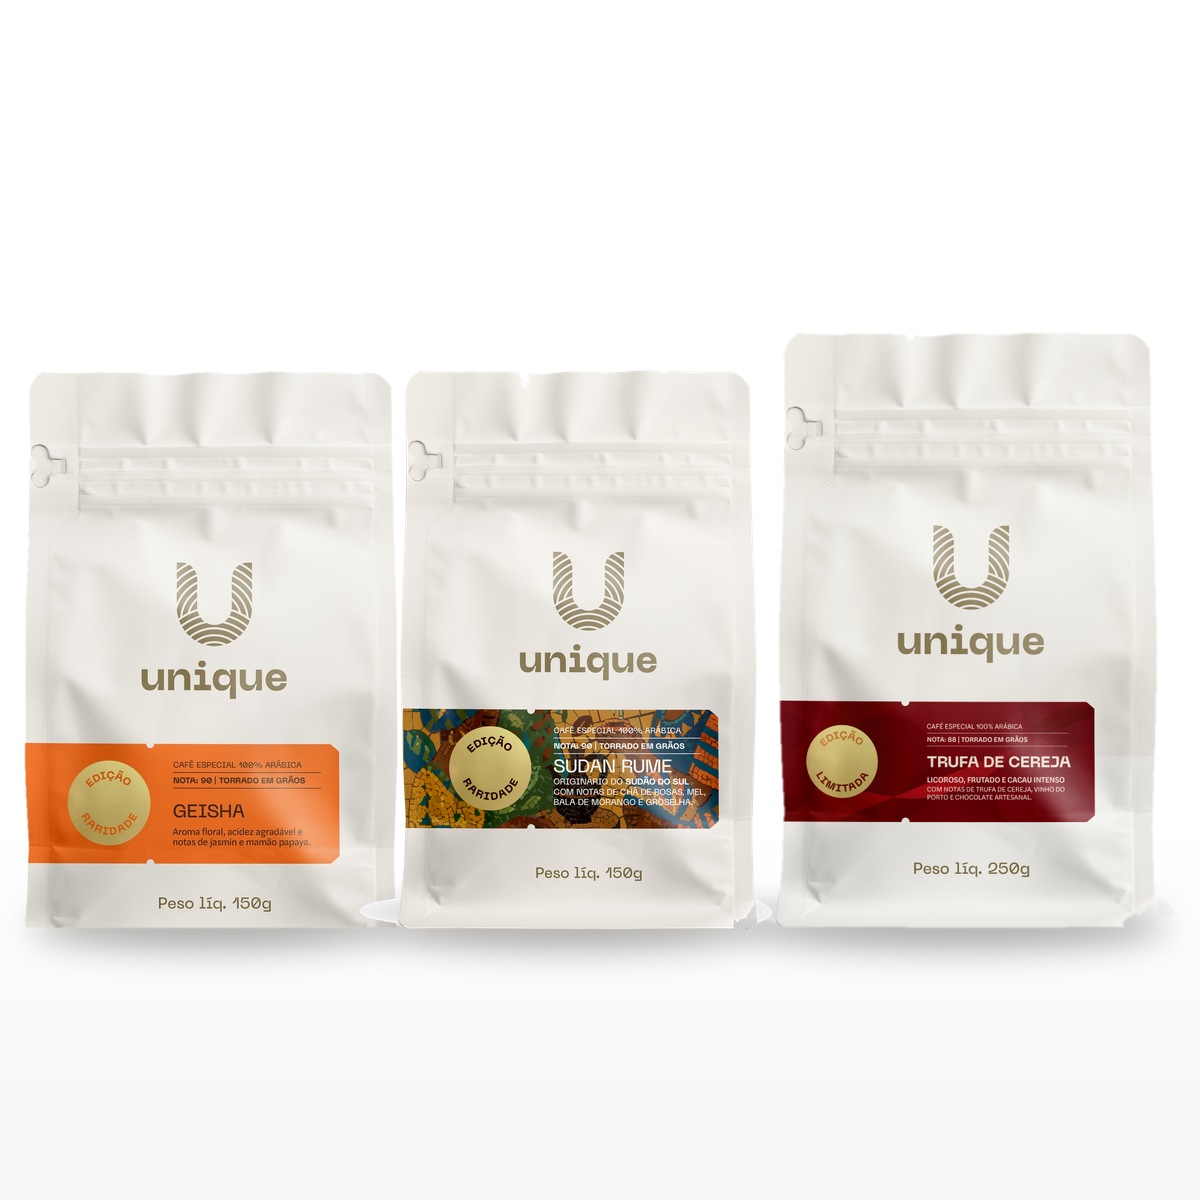 unique
EDIÇÃO
RARIDADE
CAFÉ ESPECIAL 100% ARÁBICA
NOTA: 90 | TORRADO EM GRÃOS
GEISHA
Aroma floral, acidez agradável e
notas de jasmin e mamão papaya.
Peso líq. 150g
unique
EDIÇÃO
RARIDADE
CAFÉ ESPECIAL 100% ARÁBICA
NOTA: 90 | TORRADO EM GRÃOS
SUDAN RUME
ORIGINÁRIO DO SUDÃO DO SUL
COM NOTAS DE CHÁ DE ROSAS, MEL,
BALA DE MORANGO E GROSELHA.
Peso líq. 150g
unique
EDIÇÃO
LIMITADA
CAFÉ ESPECIAL 100% ARÁBICA
NOTA: 88 | TORRADO EM GRÃOS
TRUFA DE CEREJA
LICOROSO, FRUTADO E CACAU INTENSO
COM NOTAS DE TRUFA DE CEREJA, VINHO DO
PORTO E CHOCOLATE ARTESANAL.
Peso líq. 250g